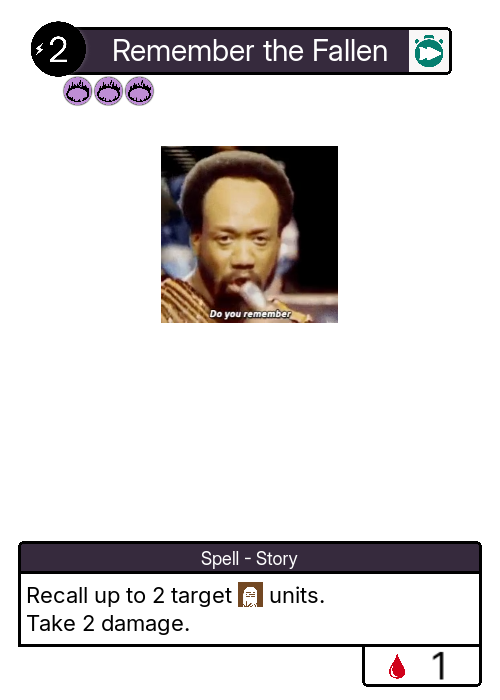 2 Remember the Fallen
Do you remember
Spell - Story
Recall up to 2 target units.
Take 2 damage.
1